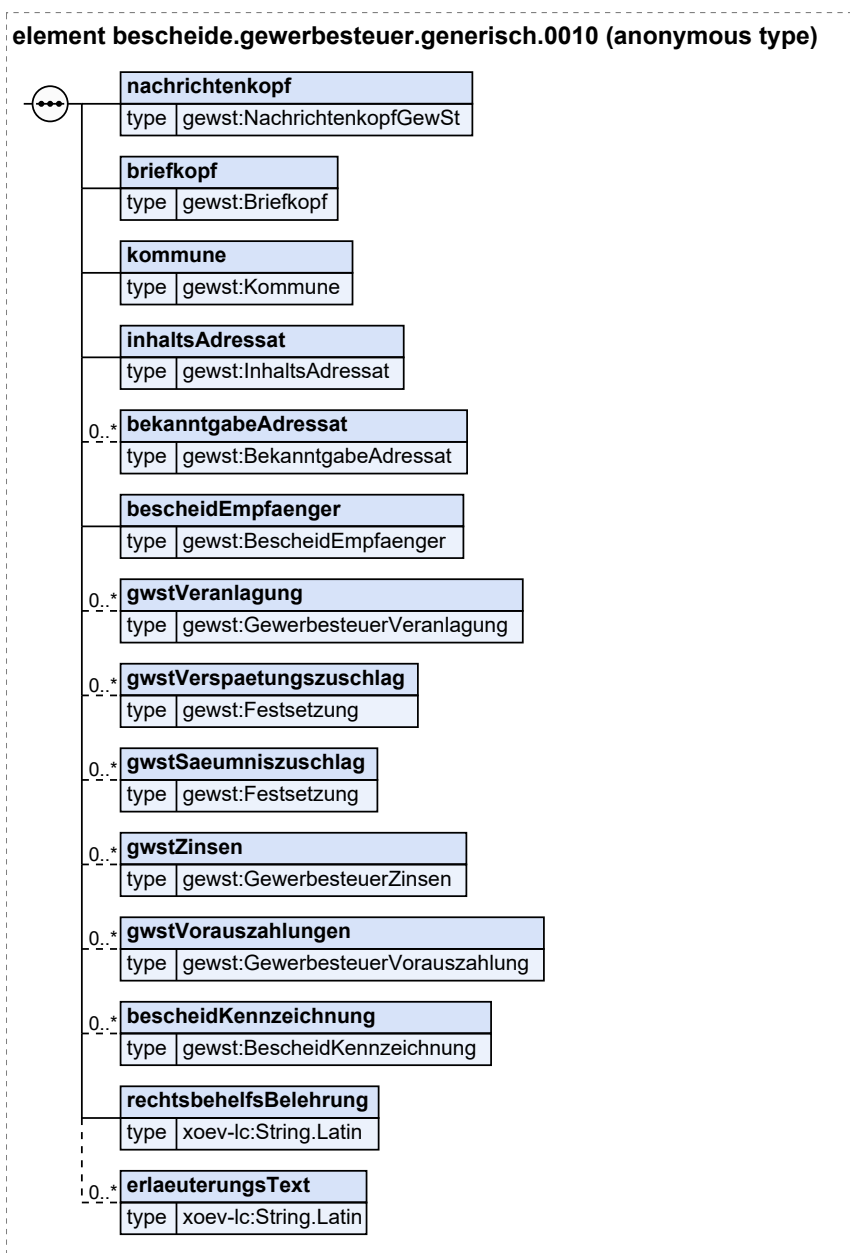 element bescheide.gewerbesteuer.generisch.0010 (anonymous type)
nachrichtenkopf
type gewst:NachrichtenkopfGewSt
briefkopf
type gewst:Briefkopf
kommune
type gewst:Kommune
inhaltsAdressat
type gewst:InhaltsAdressat
0..* bekanntgabeAdressat
type gewst:BekanntgabeAdressat
bescheidEmpfaenger
type gewst:BescheidEmpfaenger
0..* gwstVeranlagung
type gewst:GewerbesteuerVeranlagung
0..* gwstVerspaetungszuschlag
type gewst:Festsetzung
0..* gwstSaeumniszuschlag
type gewst:Festsetzung
0..* gwstZinsen
type gewst:GewerbesteuerZinsen
0..* gwstVorauszahlungen
type gewst:GewerbesteuerVorauszahlung
0..* bescheidKennzeichnung
type gewst:BescheidKennzeichnung
rechtsbehelfsBelehrung
type xoev-lc:String.Latin
0..* erlaeuterungsText
type xoev-lc:String.Latin